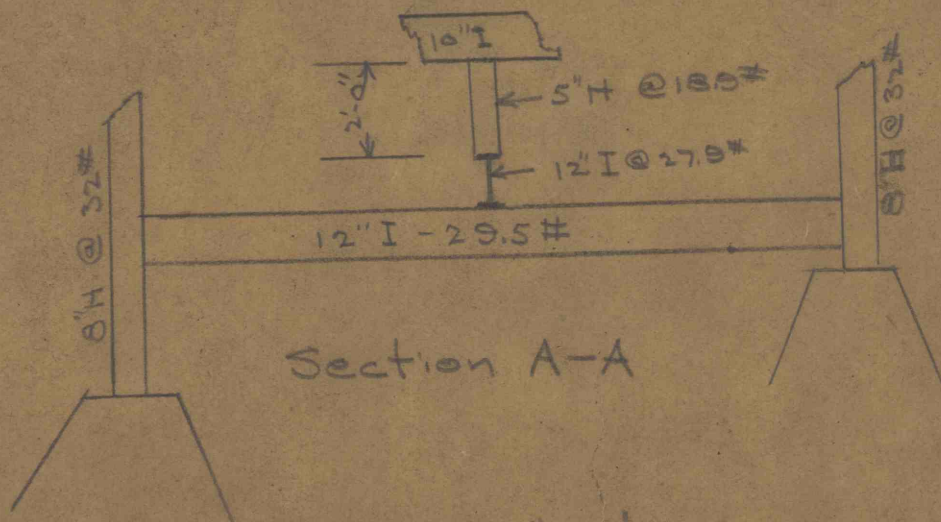 10" I
2'-0"
5"H @ 18.9#
12" I @ 27.9#
8"H @ 32#
8"H @ 32#
12" I - 29.5#
Section A-A